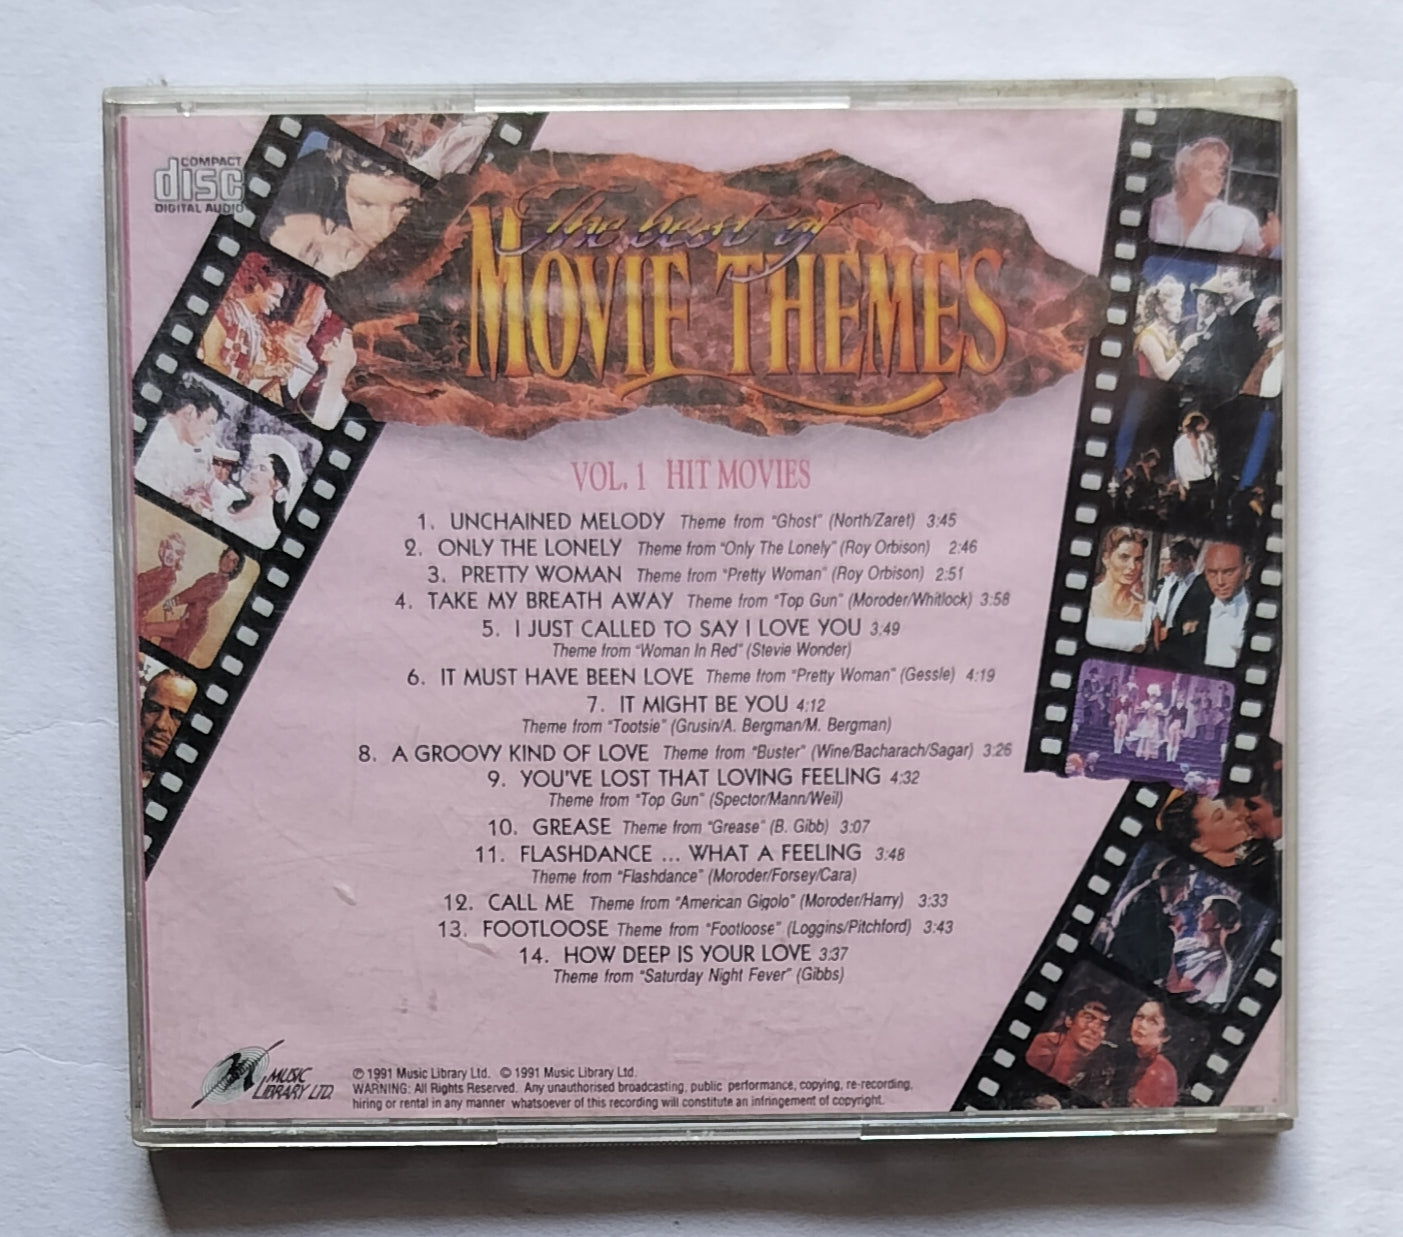 COMPACT
disc
DIGITAL AUDIO
The best of
MOVIE THEMES
VOL. 1 HIT MOVIES
1. UNCHAINED MELODY Theme from "Ghost" (North/Zaret) 3:45
2. ONLY THE LONELY Theme from "Only The Lonely" (Roy Orbison) 2:46
3. PRETTY WOMAN Theme from "Pretty Woman" (Roy Orbison) 2:51
4. TAKE MY BREATH AWAY Theme from "Top Gun" (Moroder/Whitlock) 3:58
5. I JUST CALLED TO SAY I LOVE YOU 3:49
Theme from "Woman In Red" (Stevie Wonder)
6. IT MUST HAVE BEEN LOVE Theme from "Pretty Woman" (Gessle) 4:19
7. IT MIGHT BE YOU 4:12
Theme from "Tootsie" (Grusin/A. Bergman/M. Bergman)
8. A GROOVY KIND OF LOVE Theme from "Buster" (Wine/Bacharach/Sagar) 3:26
9. YOU'VE LOST THAT LOVING FEELING 4:32
Theme from "Top Gun" (Spector/Mann/Weil)
10. GREASE Theme from "Grease" (B. Gibb) 3:07
11. FLASHDANCE ... WHAT A FEELING 3:48
Theme from "Flashdance" (Moroder/Forsey/Cara)
12. CALL ME Theme from "American Gigolo" (Moroder/Harry) 3:33
13. FOOTLOOSE Theme from "Footloose" (Loggins/Pitchford) 3:43
14. HOW DEEP IS YOUR LOVE 3:37
Theme from "Saturday Night Fever" (Gibbs)
MUSIC
LIBRARY LTD.
℗ 1991 Music Library Ltd. © 1991 Music Library Ltd.
WARNING: All Rights Reserved. Any unauthorised broadcasting, public performance, copying, re-recording,
hiring or rental in any manner whatsoever of this recording will constitute an infringement of copyright.